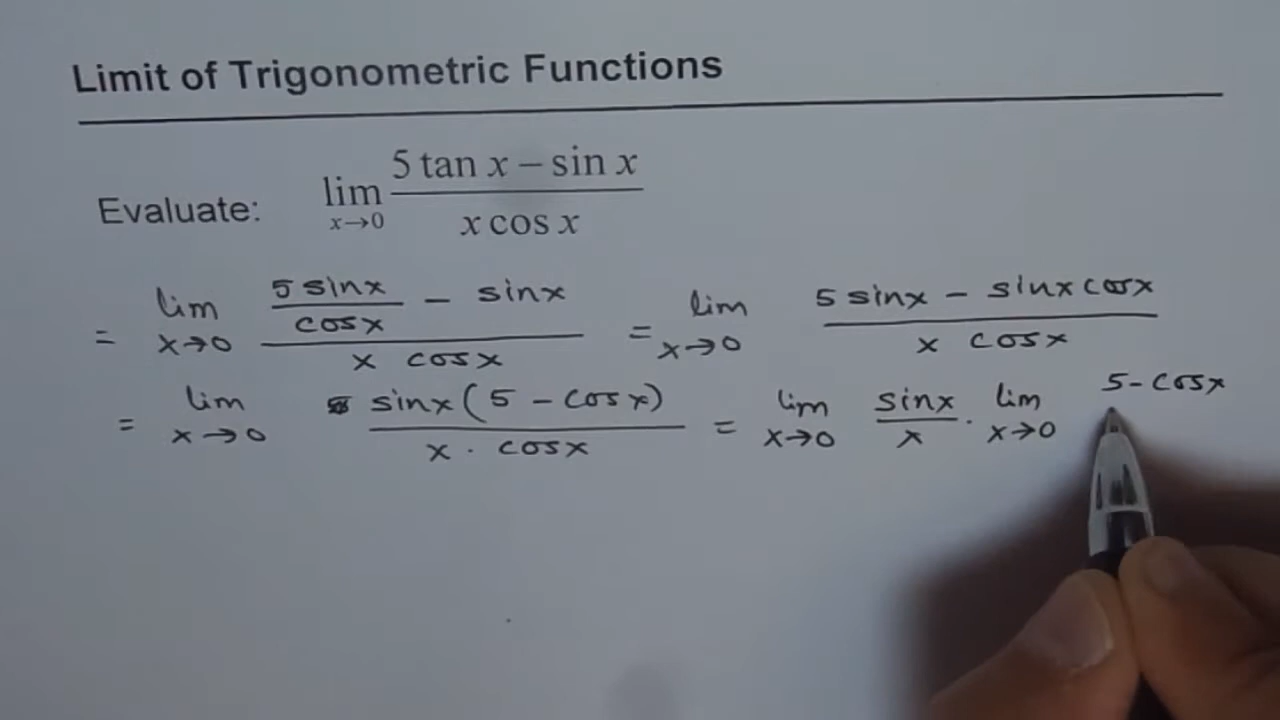 Limit of Trigonometric Functions
Evaluate: lim x→0 (5 tan x − sin x)/(x cos x)
= lim x→0 ((5 sinx)/(cosx) − sinx)/(x cosx) = lim x→0 (5 sinx − sinx cosx)/(x cosx)
= lim x→0 (sinx(5 − cosx))/(x · cosx) = lim x→0 (sinx)/x · lim x→0 5 − cosx